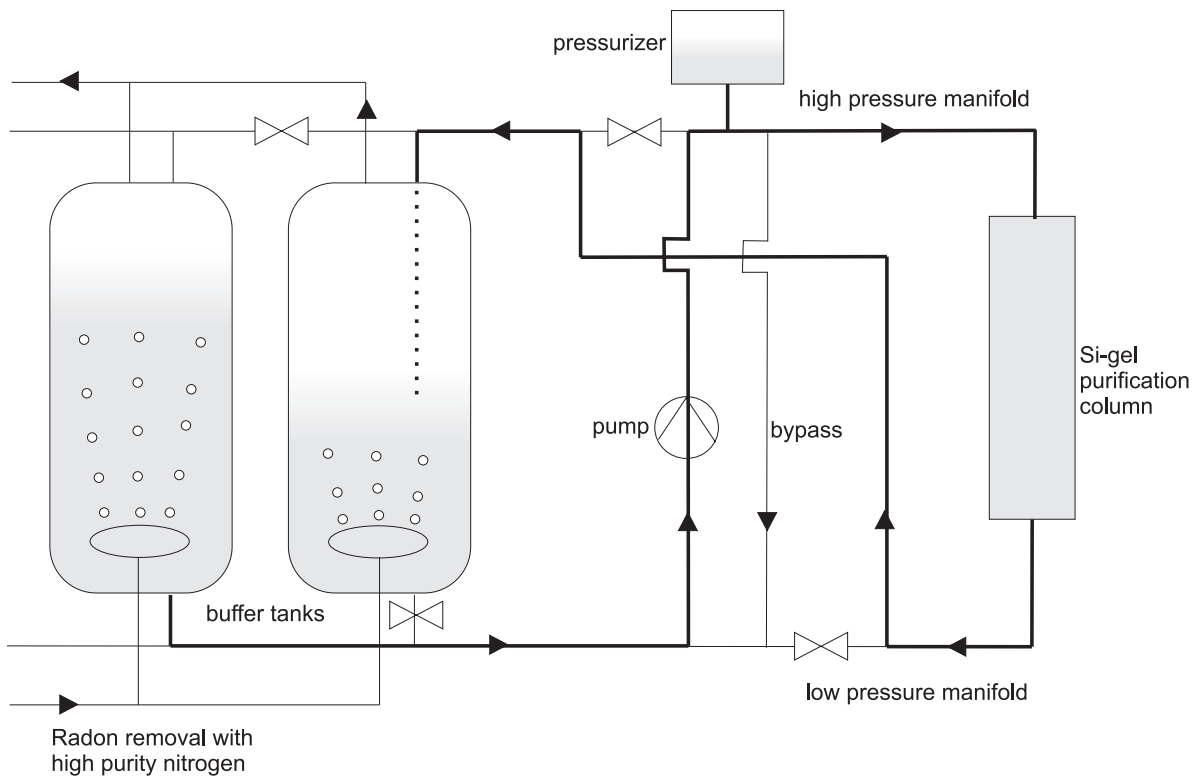 pressurizer
high pressure manifold
Si-gel
purification
column
pump
bypass
buffer tanks
low pressure manifold
Radon removal with
high purity nitrogen